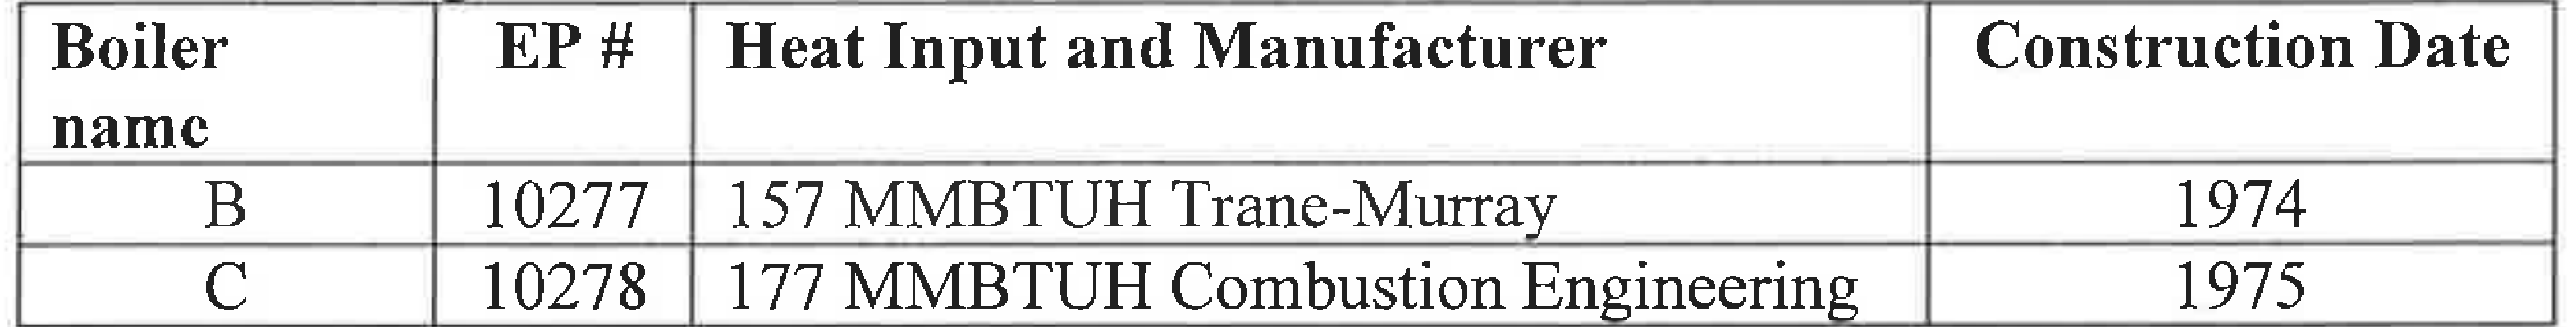 Boiler name EP # Heat Input and Manufacturer Construction Date
B 10277 157 MMBTUH Trane-Murray 1974
C 10278 177 MMBTUH Combustion Engineering 1975